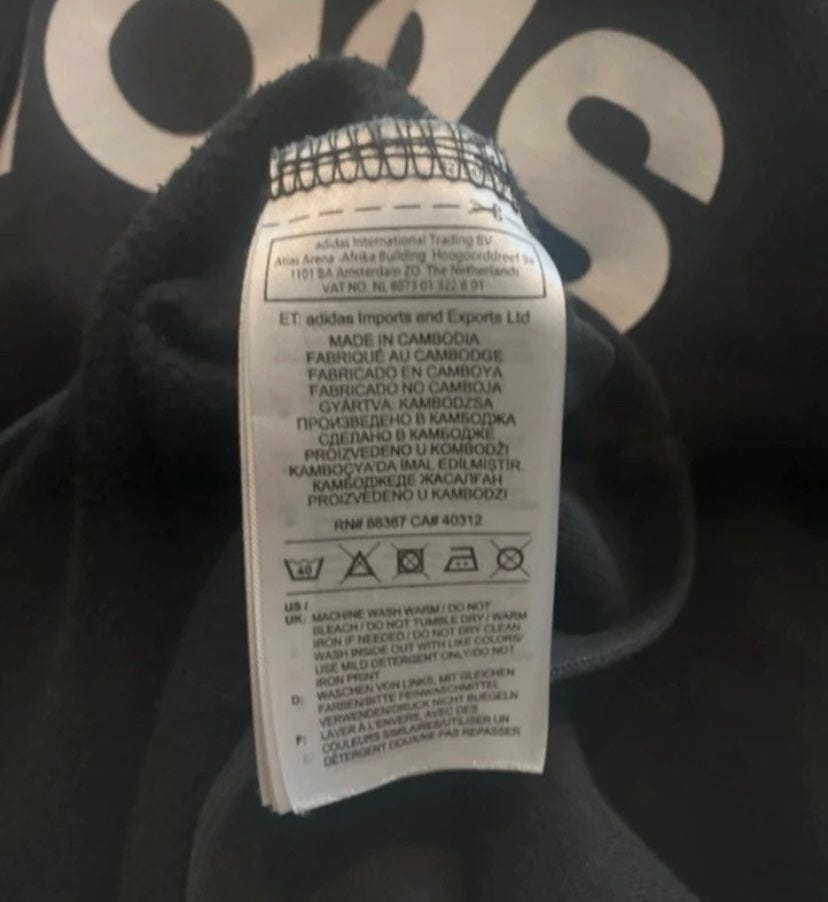 adidas
adidas International Trading BV
Atlas Arena -Afrika Building Hoogoorddreef 9a
1101 BA Amsterdam ZO The Netherlands
VAT NO. NL 8073 01 322 B 01
ET: adidas Imports and Exports Ltd
MADE IN CAMBODIA
FABRIQUÉ AU CAMBODGE
FABRICADO EN CAMBOYA
FABRICADO NO CAMBOJA
GYÁRTVA: KAMBODZSA
ПРОИЗВЕДЕНО В КАМБОДЖА
СДЕЛАНО В КАМБОДЖЕ
PROIZVEDENO U KOMBODŽI
KAMBOÇYA'DA IMAL EDİLMİŞTİR.
КАМБОДЖЕДЕ ЖАСАЛҒАН
PROIZVEDENO U KAMBODZI
RN# 88387 CA# 40312
40
US /
UK: MACHINE WASH WARM / DO NOT
BLEACH / DO NOT TUMBLE DRY / WARM
IRON IF NEEDED / DO NOT DRY CLEAN
WASH INSIDE OUT WITH LIKE COLORS/
USE MILD DETERGENT ONLY/DO NOT
IRON PRINT
D: WASCHEN VON LINKS, MIT GLEICHEN
FARBEN/BITTE FEINWASCHMITTEL
VERWENDEN/DRUCK NICHT BUEGELN
F: LAVER À L'ENVERS, AVEC DES
COULEURS SIMILAIRES/UTILISER UN
DÉTERGENT DOUX/NE PAS REPASSER